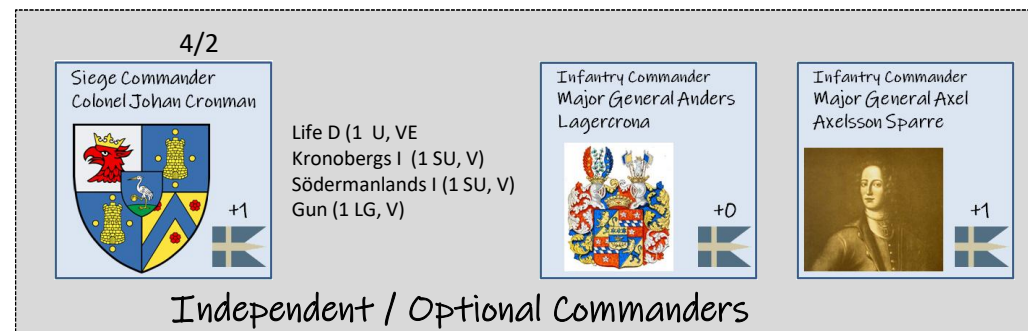 4/2
Siege Commander
Colonel Johan Cronman
+1
Life D (1 U, VE
Kronobergs I (1 SU, V)
Södermanlands I (1 SU, V)
Gun (1 LG, V)
Infantry Commander
Major General Anders
Lagercrona
+0
Infantry Commander
Major General Axel
Axelsson Sparre
+1
Independent / Optional Commanders